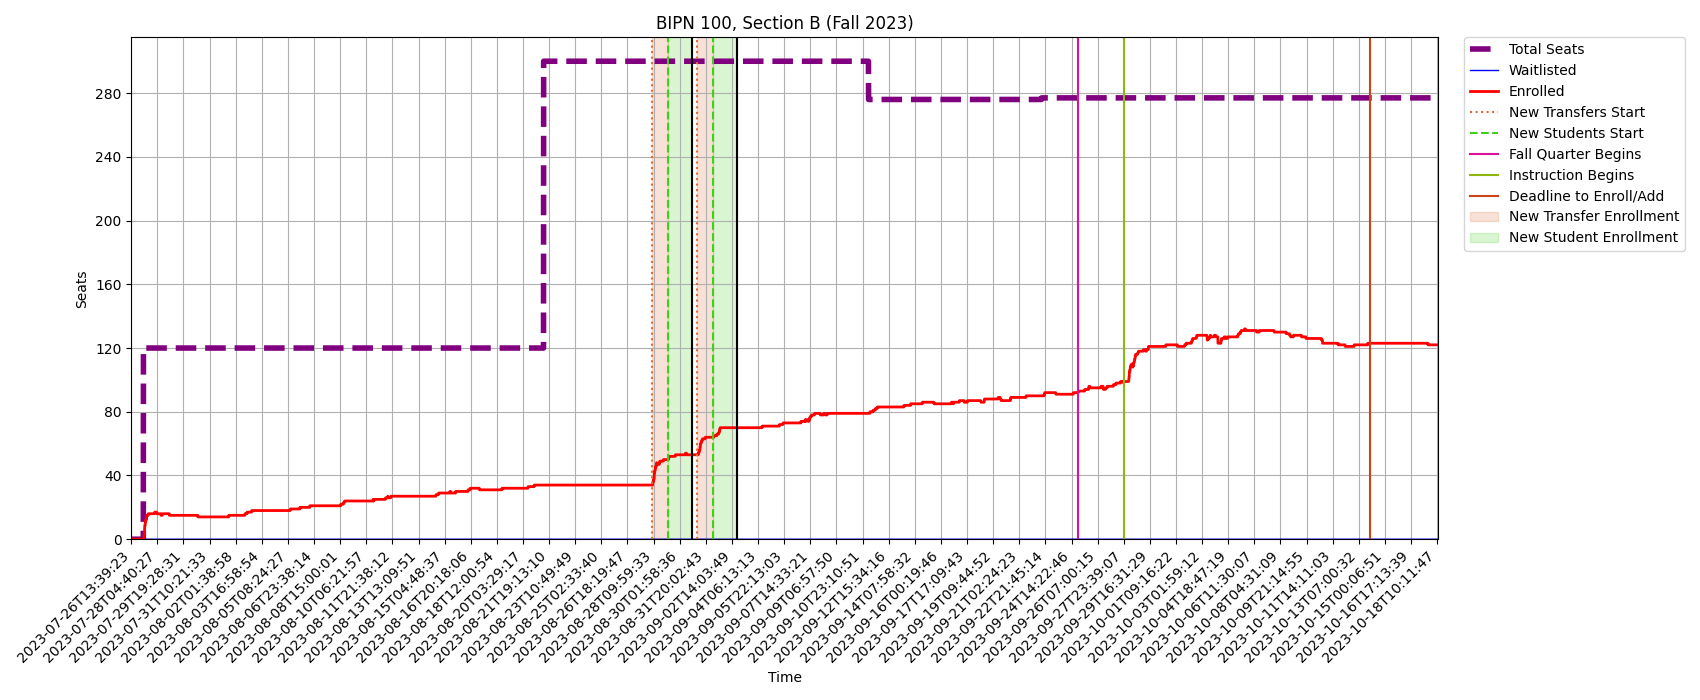 BIPN 100, Section B (Fall 2023)
Total Seats
Waitlisted
Enrolled
New Transfers Start
New Students Start
Fall Quarter Begins
Instruction Begins
Deadline to Enroll/Add
New Transfer Enrollment
New Student Enrollment
Seats
280
240
200
160
120
80
40
0
2023-07-26T13:39:23
2023-07-28T04:40:27
2023-07-29T19:28:31
2023-07-31T10:21:33
2023-08-02T01:38:58
2023-08-03T16:58:54
2023-08-05T08:24:27
2023-08-06T23:38:14
2023-08-08T15:00:01
2023-08-10T06:21:57
2023-08-11T21:38:12
2023-08-13T13:09:51
2023-08-15T04:48:37
2023-08-16T20:18:06
2023-08-18T12:00:54
2023-08-20T03:29:17
2023-08-21T19:13:10
2023-08-23T10:49:49
2023-08-25T02:33:40
2023-08-26T18:19:47
2023-08-28T09:59:33
2023-08-30T01:58:36
2023-08-31T20:02:43
2023-09-02T14:03:49
2023-09-04T06:13:13
2023-09-05T22:13:03
2023-09-07T14:33:21
2023-09-10T06:57:50
2023-09-10T23:10:51
2023-09-12T15:34:16
2023-09-14T07:58:32
2023-09-16T00:19:46
2023-09-17T17:09:43
2023-09-19T09:44:52
2023-09-21T02:24:23
2023-09-22T21:45:14
2023-09-24T14:22:46
2023-09-26T07:00:15
2023-09-27T23:39:07
2023-09-29T16:31:29
2023-10-01T09:16:22
2023-10-03T01:59:12
2023-10-04T18:47:19
2023-10-06T11:30:07
2023-10-08T04:31:09
2023-10-09T21:14:55
2023-10-11T14:11:03
2023-10-13T07:00:32
2023-10-15T00:06:51
2023-10-16T17:13:39
2023-10-18T10:11:47
Time